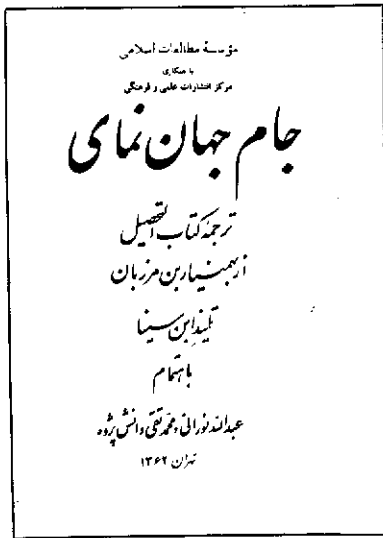 مؤسسهٔ مطالعات اسلامی
با همکاری
مرکز انتشارات علمی و فرهنگی
جام جهان نمای
ترجمهٔ کتاب التحصیل
از بهمنیار بن مرزبان
تلمیذ ابن سینا
باهتمام
عبدالله نورانی و محمد تقی دانش پژوه
تهران ۱۳۶۲